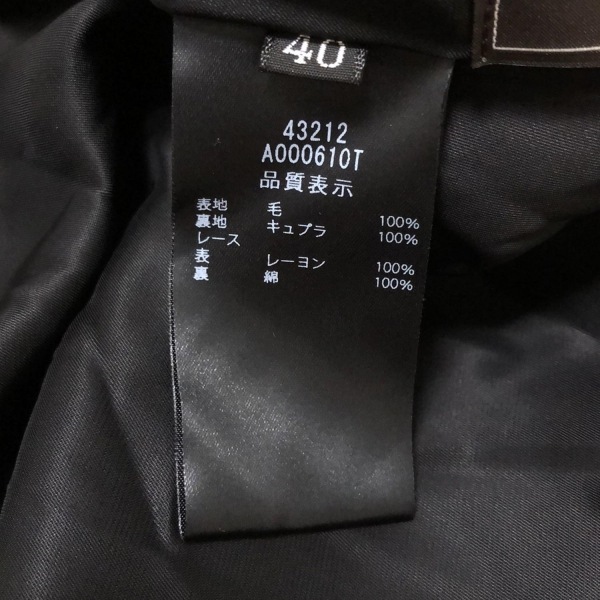 40
43212
A000610T
品質表示
表地 毛 100%
裏地 キュプラ 100%
レース
表 レーヨン 100%
裏 綿 100%